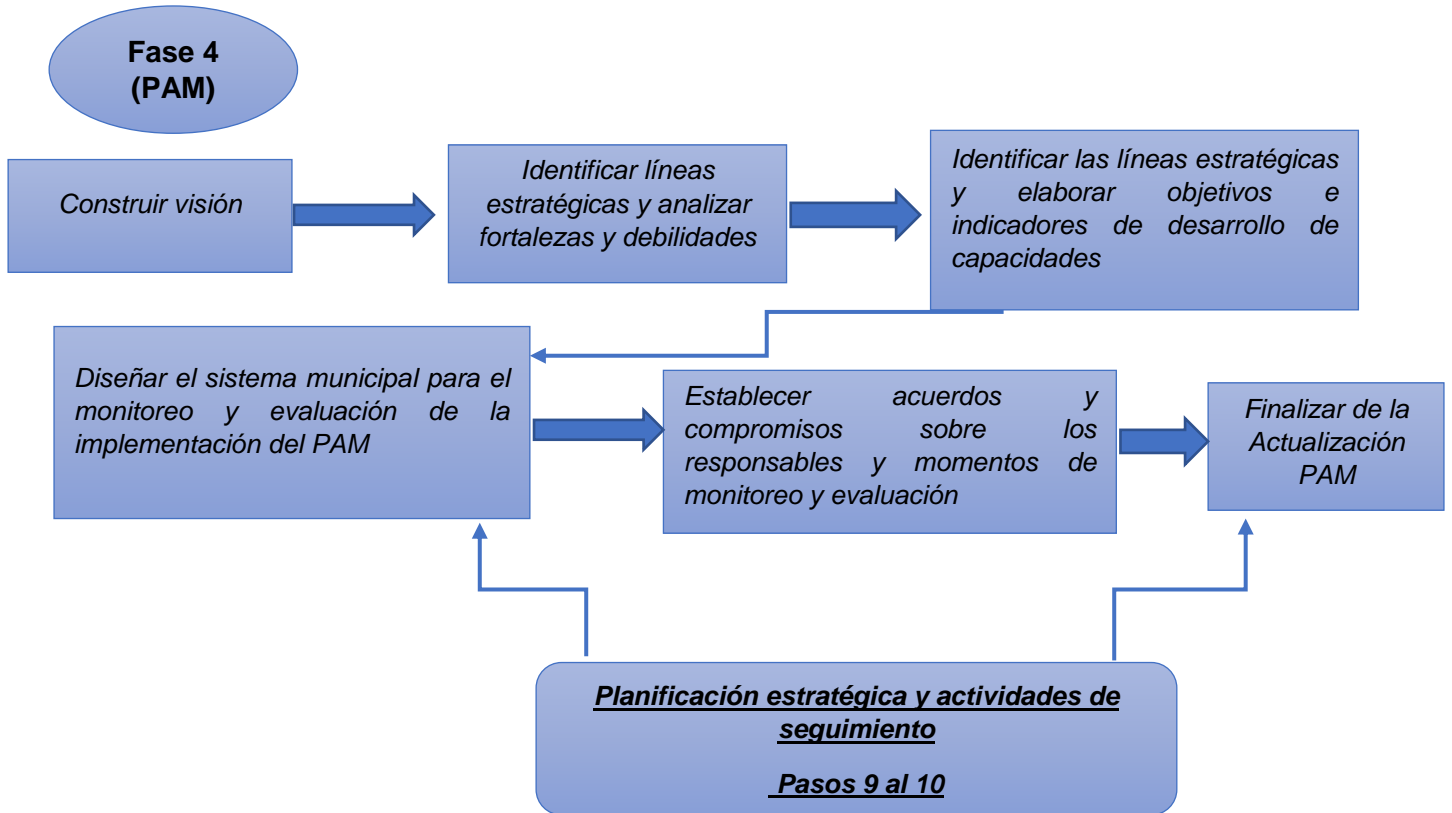 Fase 4
(PAM)
Construir visión
Identificar líneas
estratégicas y analizar
fortalezas y debilidades
Identificar las líneas estratégicas
y elaborar objetivos e
indicadores de desarrollo de
capacidades
Diseñar el sistema municipal para el
monitoreo y evaluación de la
implementación del PAM
Establecer acuerdos y
compromisos sobre los
responsables y momentos de
monitoreo y evaluación
Finalizar de la
Actualización
PAM
Planificación estratégica y actividades de
seguimiento
Pasos 9 al 10